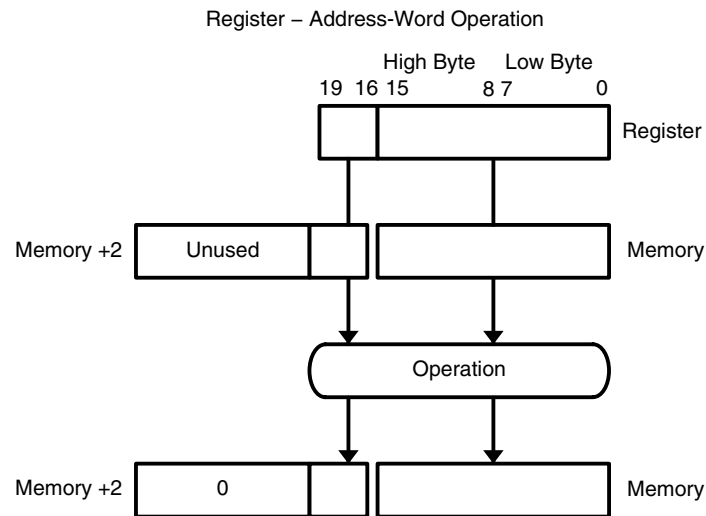 Register – Address-Word Operation
High Byte Low Byte
19 16 15 8 7 0
Register
Memory +2 Unused Memory
Operation
Memory +2 0 Memory